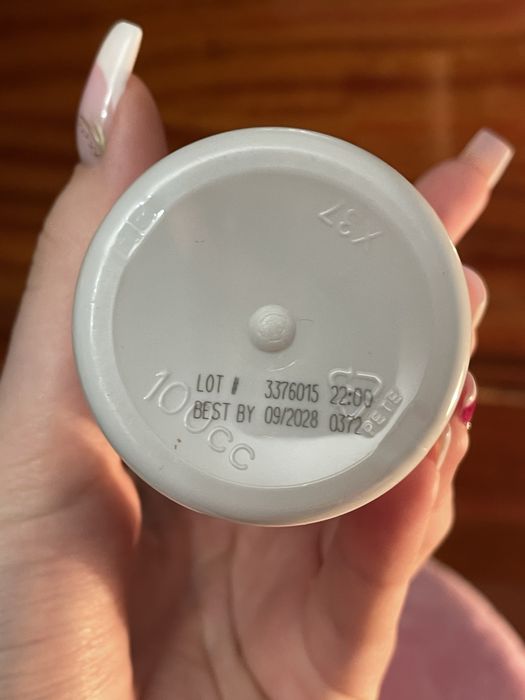 LOT # 3376015 22:00
BEST BY 09/2028 0372
100cc
PETE